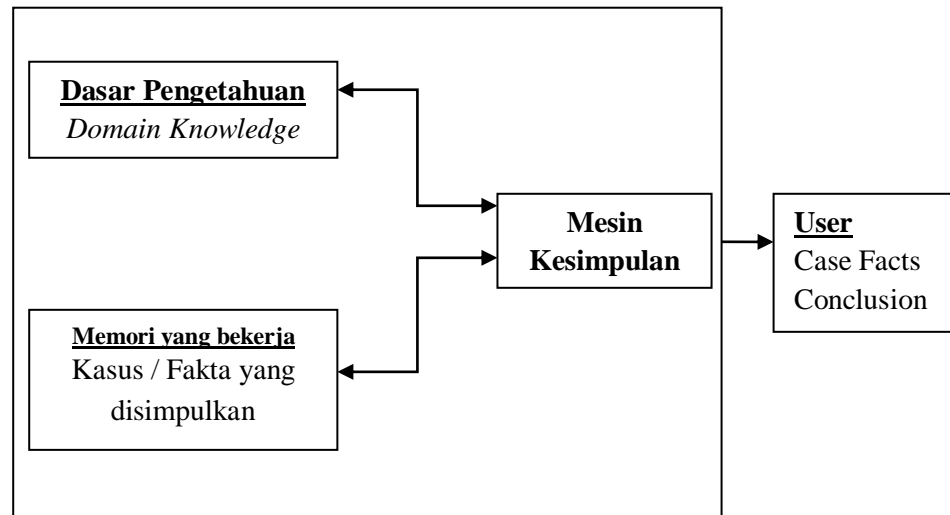 Dasar Pengetahuan
Domain Knowledge
Mesin
Kesimpulan
User
Case Facts
Conclusion
Memori yang bekerja
Kasus / Fakta yang
disimpulkan